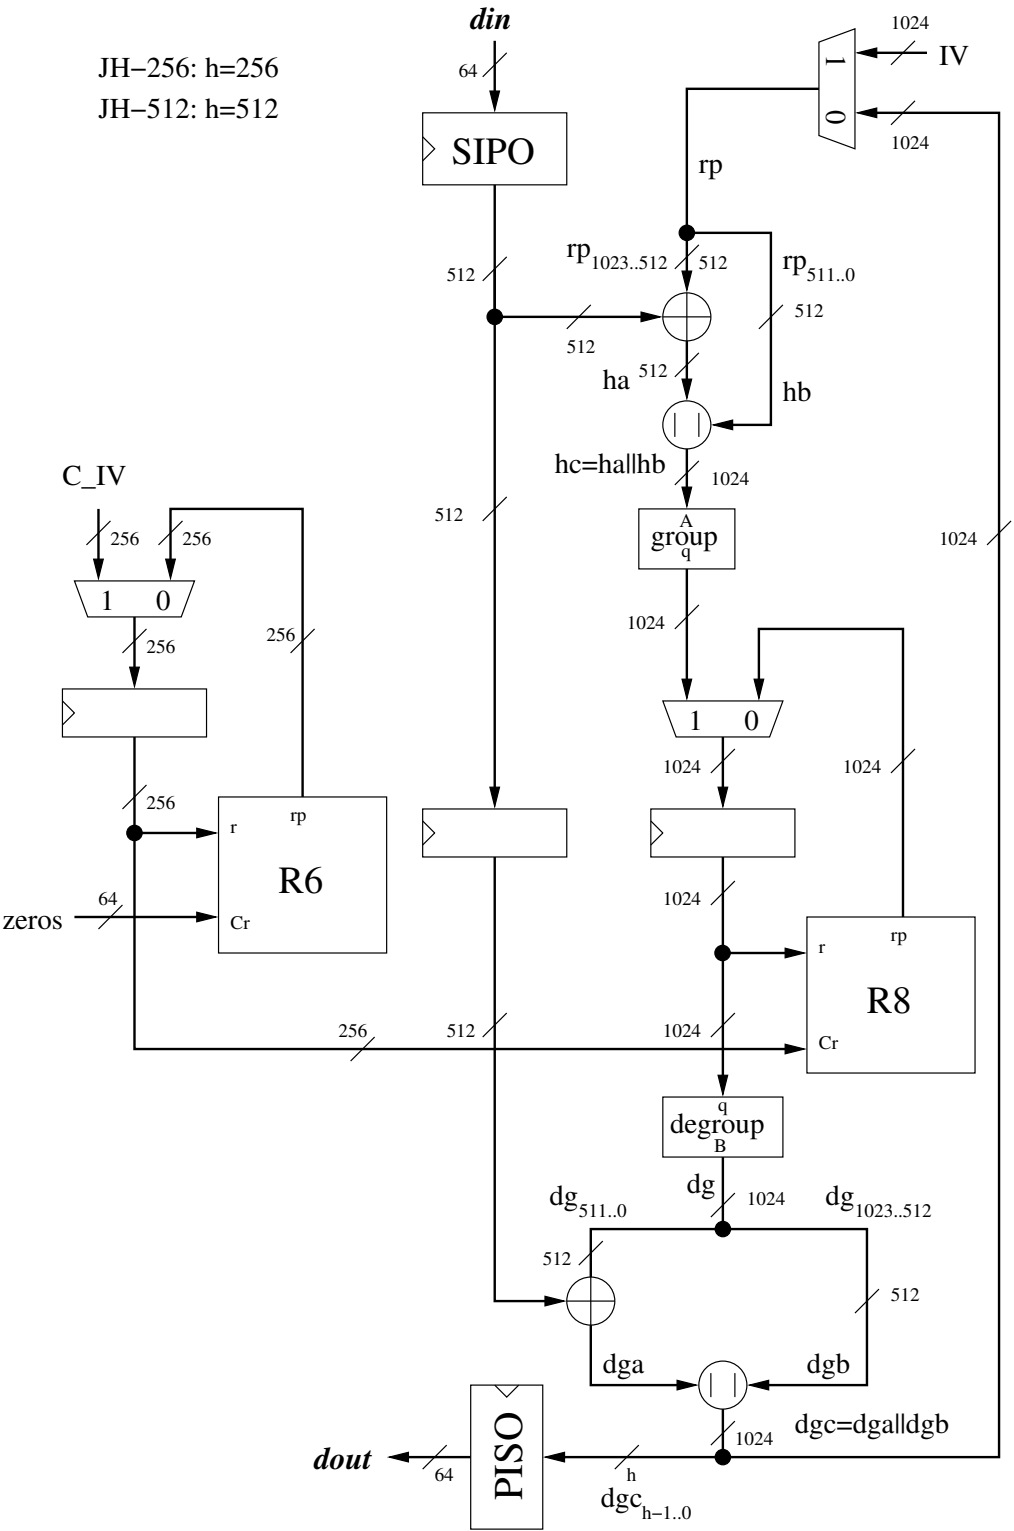 din
1024
IV
JH−256: h=256
64
1
JH−512: h=512
0
1024
SIPO
rp
512
rp1023..512
512
rp511..0
512
512
ha
512
hb
hc=ha||hb
1024
C_IV
512
A
group
q
256
256
1024
1 0
1024
256
256
1 0
1024
1024
256
rp
r
R6
1024
64
zeros
Cr
rp
r
R8
256
512
1024
Cr
q
degroup
B
dg
1024
dg511..0
dg1023..512
512
512
dga
dgb
dgc=dga||dgb
1024
PISO
dout
64
h
dgch−1..0